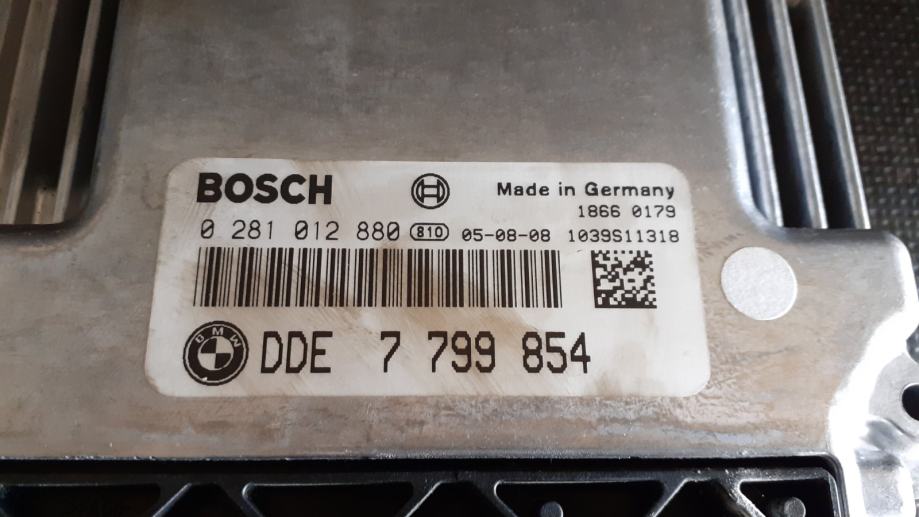 BOSCH Made in Germany
1866 0179
0 281 012 880 810 05-08-08 1039S11318
BMW DDE 7 799 854